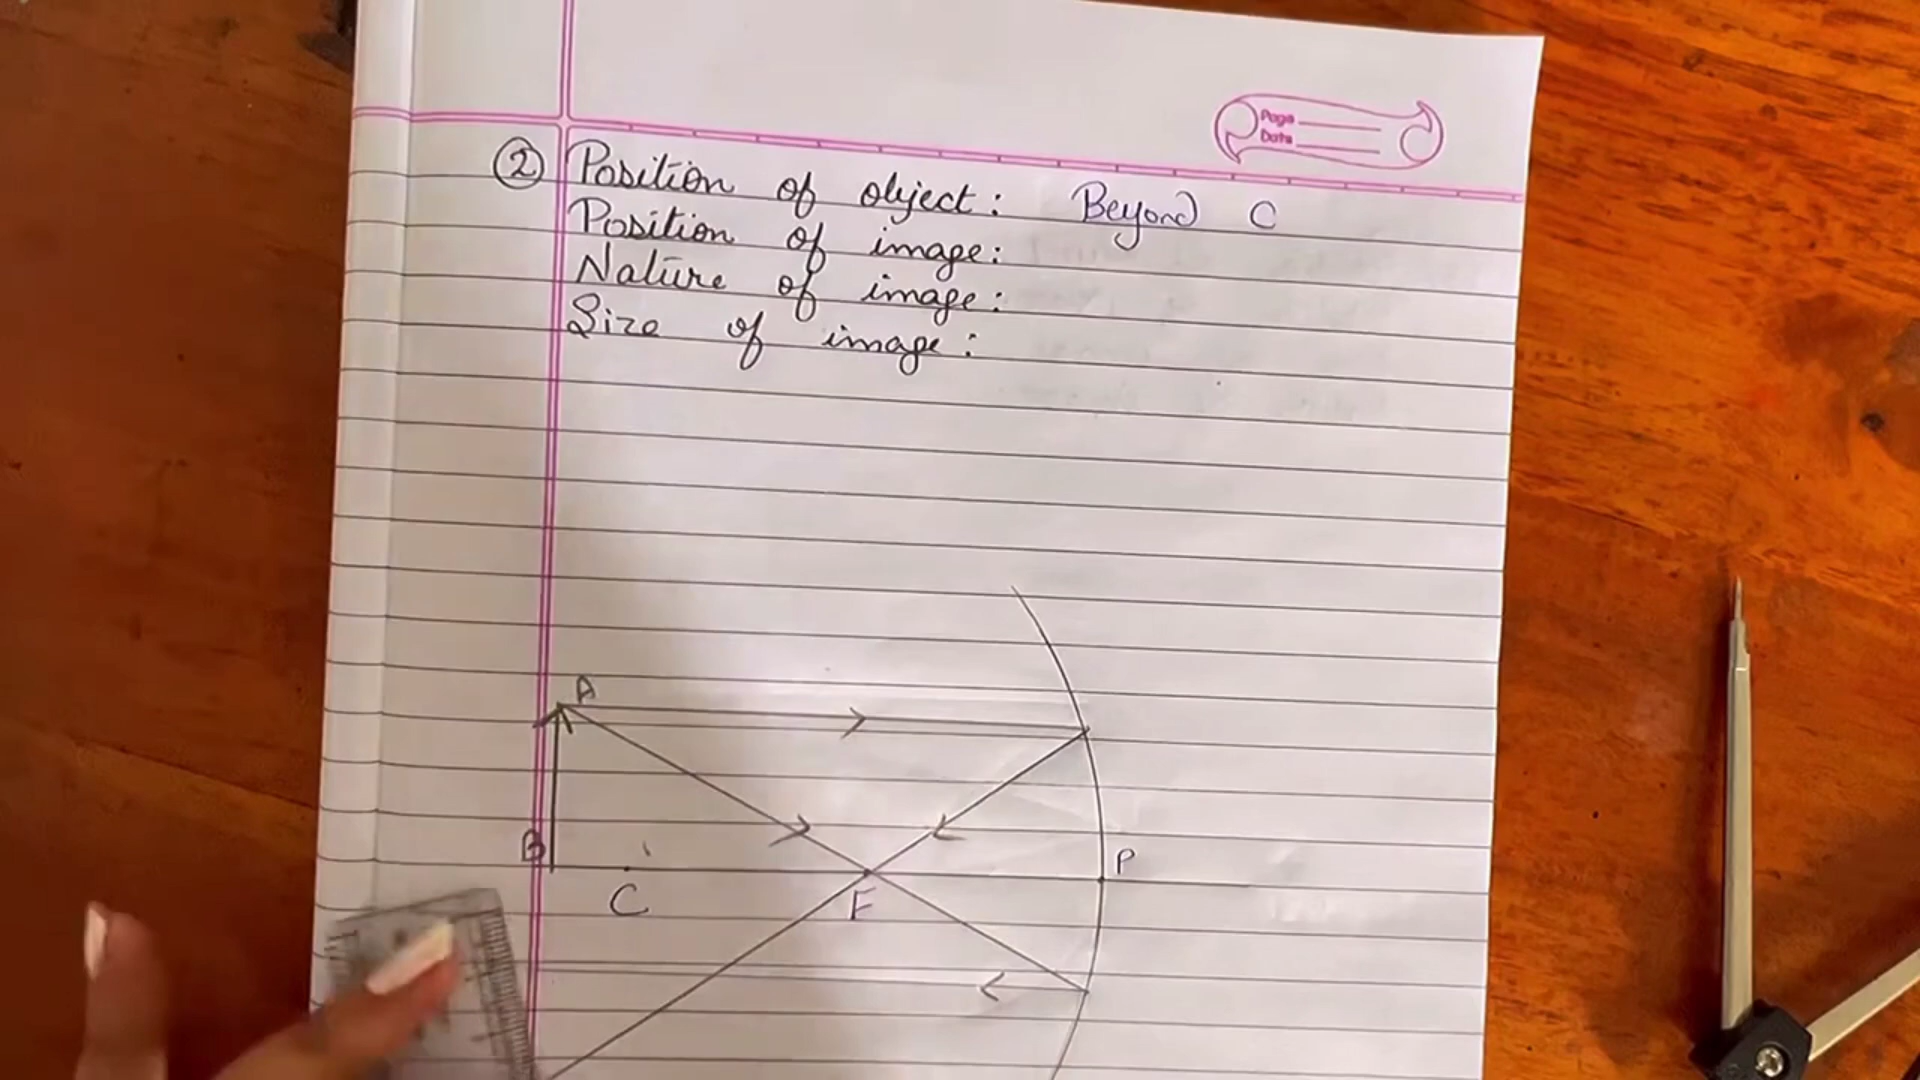 Page
Date
② Position of object: Beyond C
Position of image:
Nature of image:
Size of image:
A
B
C
F
P